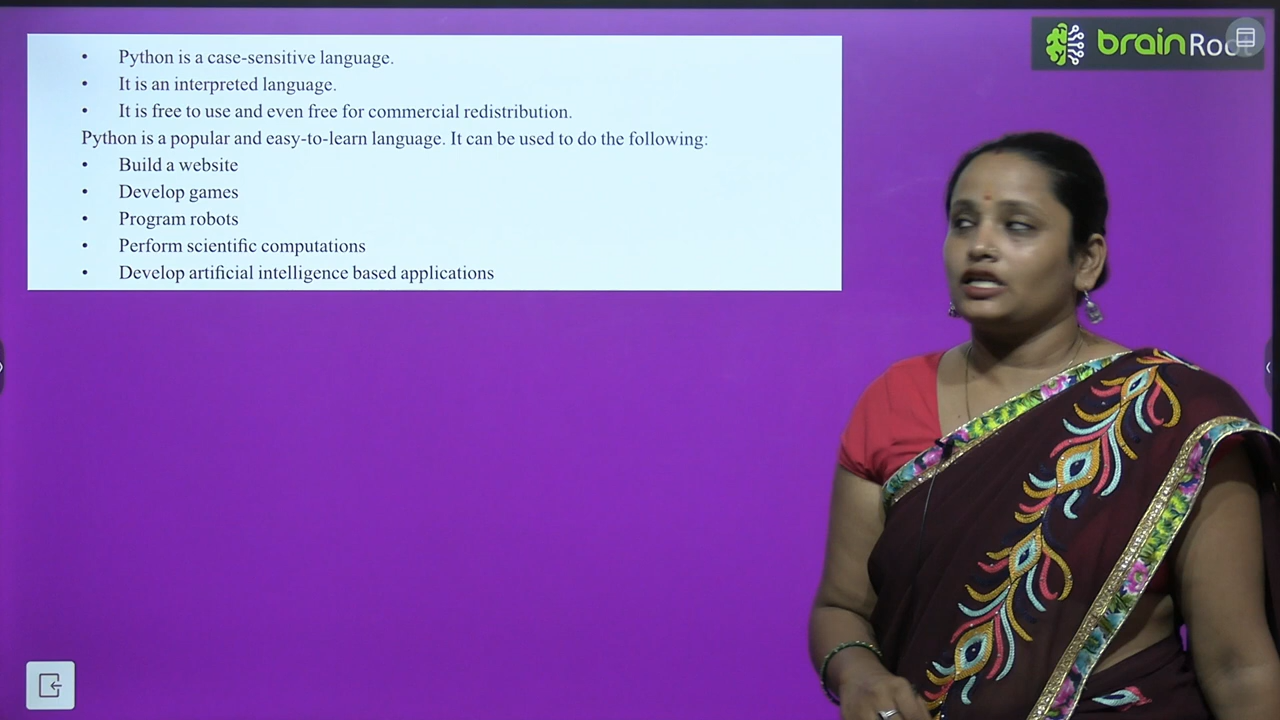 • Python is a case-sensitive language.
• It is an interpreted language.
• It is free to use and even free for commercial redistribution.
Python is a popular and easy-to-learn language. It can be used to do the following:
• Build a website
• Develop games
• Program robots
• Perform scientific computations
• Develop artificial intelligence based applications
brainRoot